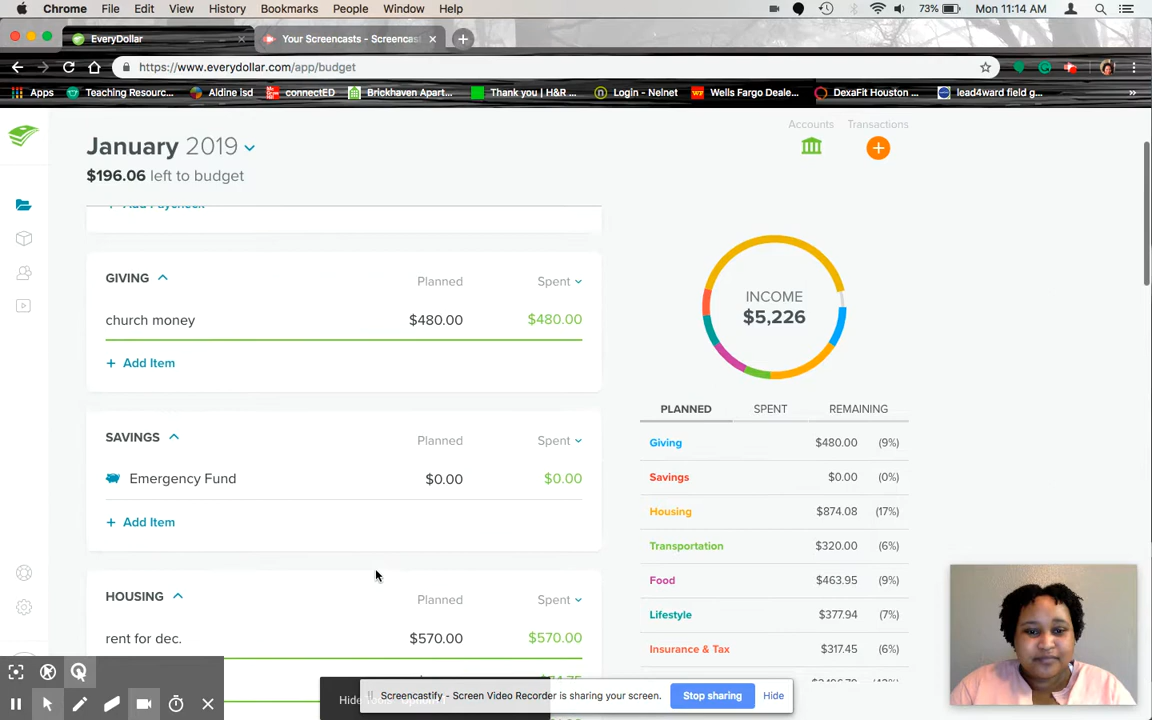 Chrome File Edit View History Bookmarks People Window Help 73% Mon 11:14 AM
EveryDollar Your Screencasts - Screencas
https://www.everydollar.com/app/budget
Apps Teaching Resourc... Aldine isd connectED Brickhaven Apart... Thank you | H&R ... Login - Nelnet Wells Fargo Deale... DexaFit Houston ... lead4ward field g... »
January 2019
$196.06 left to budget
Accounts Transactions
+ Add Paycheck
GIVING Planned Spent
church money $480.00 $480.00
+ Add Item
SAVINGS Planned Spent
Emergency Fund $0.00 $0.00
+ Add Item
HOUSING Planned Spent
rent for dec. $570.00 $570.00
INCOME
$5,226
PLANNED SPENT REMAINING
Giving $480.00 (9%)
Savings $0.00 (0%)
Housing $874.08 (17%)
Transportation $320.00 (6%)
Food $463.95 (9%)
Lifestyle $377.94 (7%)
Insurance & Tax $317.45 (6%)
Hide
Screencastify - Screen Video Recorder is sharing your screen. Stop sharing Hide